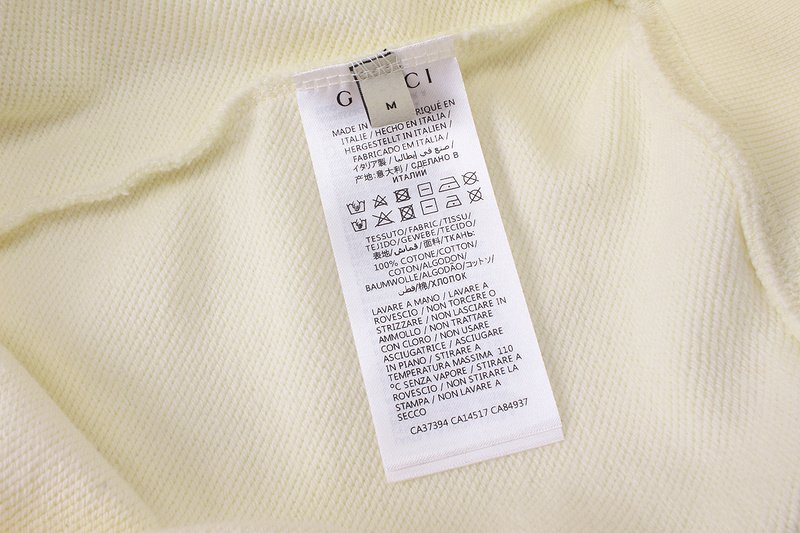 G CCI
M
MADE IN RIQUÉ EN
ITALIE / HECHO EN ITALIA /
HERGESTELLT IN ITALIEN /
FABRICADO EM ITALIA /
صنع في إيطاليا /
イタリア製 / СДЕЛАНО В
产地:意大利 / ИТАЛИИ
TESSUTO/FABRIC/TISSU/
TEJIDO/GEWEBE/TECIDO/
表地/قماش/面料/ТКАНЬ:
100% COTONE/COTTON/
COTON/ALGODON/
BAUMWOLLE/ALGODÃO/コットン/
قطن/棉/ХЛОПОК
LAVARE A MANO / LAVARE A
ROVESCIO / NON TORCERE O
STRIZZARE / NON LASCIARE IN
AMMOLLO / NON TRATTARE
CON CLORO / NON USARE
ASCIUGATRICE / ASCIUGARE
IN PIANO / STIRARE A
TEMPERATURA MASSIMA 110
°C SENZA VAPORE / STIRARE A
ROVESCIO / NON STIRARE LA
STAMPA / NON LAVARE A
SECCO
CA37394 CA14517 CA84937